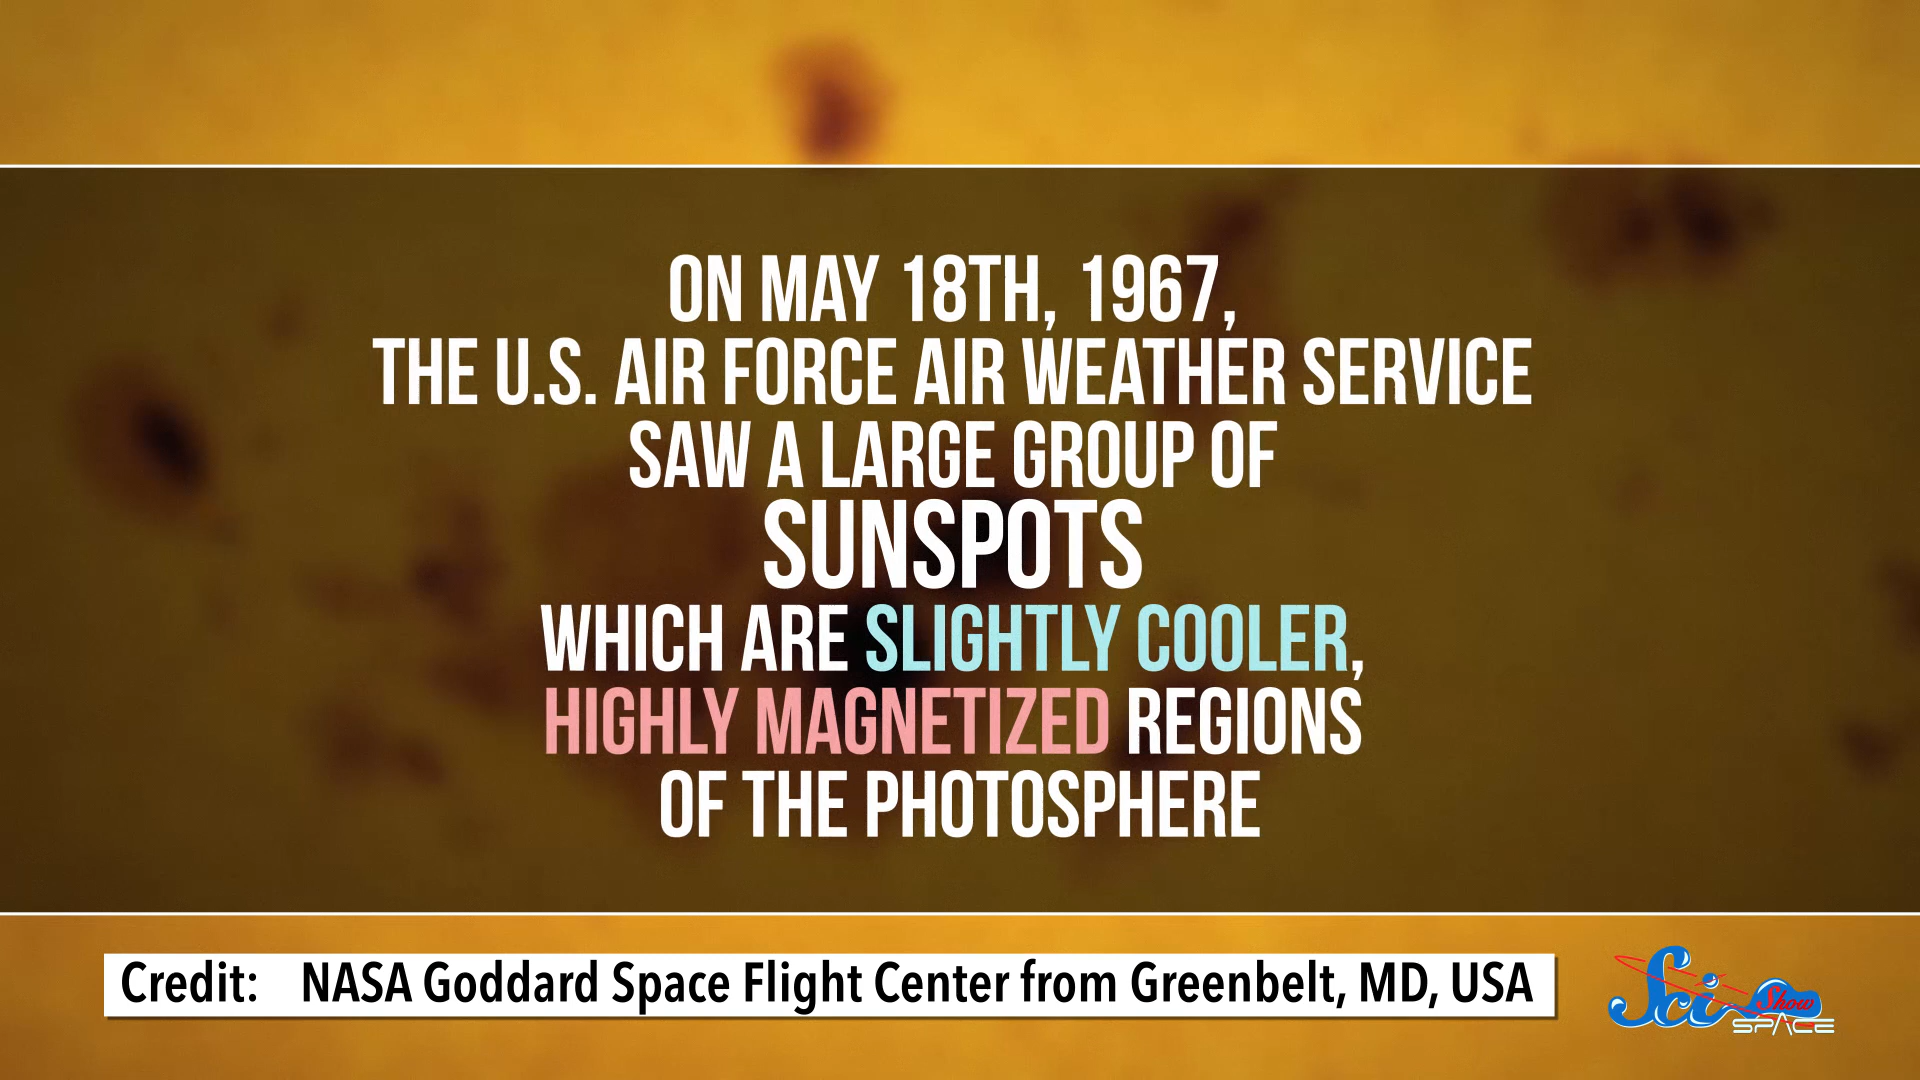 ON MAY 18TH, 1967,
THE U.S. AIR FORCE AIR WEATHER SERVICE
SAW A LARGE GROUP OF
SUNSPOTS
WHICH ARE SLIGHTLY COOLER,
HIGHLY MAGNETIZED REGIONS
OF THE PHOTOSPHERE
Credit: NASA Goddard Space Flight Center from Greenbelt, MD, USA
Sci Show
SPACE